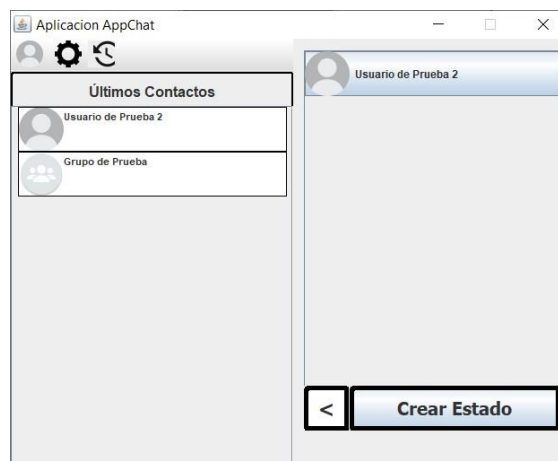 Aplicacion AppChat
Últimos Contactos
Usuario de Prueba 2
Grupo de Prueba
Usuario de Prueba 2
<
Crear Estado